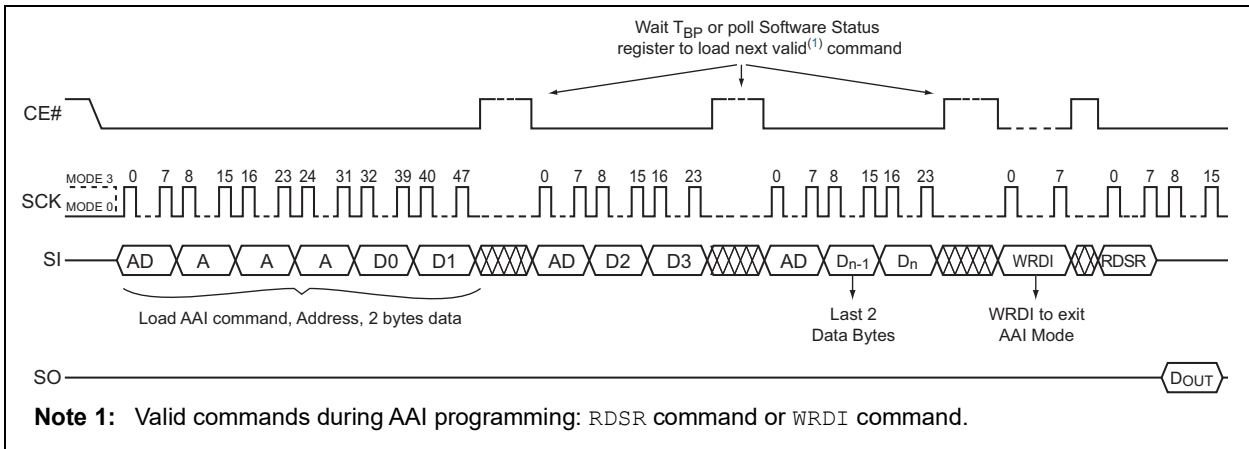 Wait TBP or poll Software Status
register to load next valid(1) command
CE#
MODE 3
0 7 8 15 16 23 24 31 32 39 40 47 0 7 8 15 16 23 0 7 8 15 16 23 0 7 0 7 8 15
SCK
MODE 0
SI AD A A A D0 D1 AD D2 D3 AD Dn-1 Dn WRDI RDSR
Load AAI command, Address, 2 bytes data
Last 2
Data Bytes
WRDI to exit
AAI Mode
SO
DOUT
Note 1: Valid commands during AAI programming: RDSR command or WRDI command.